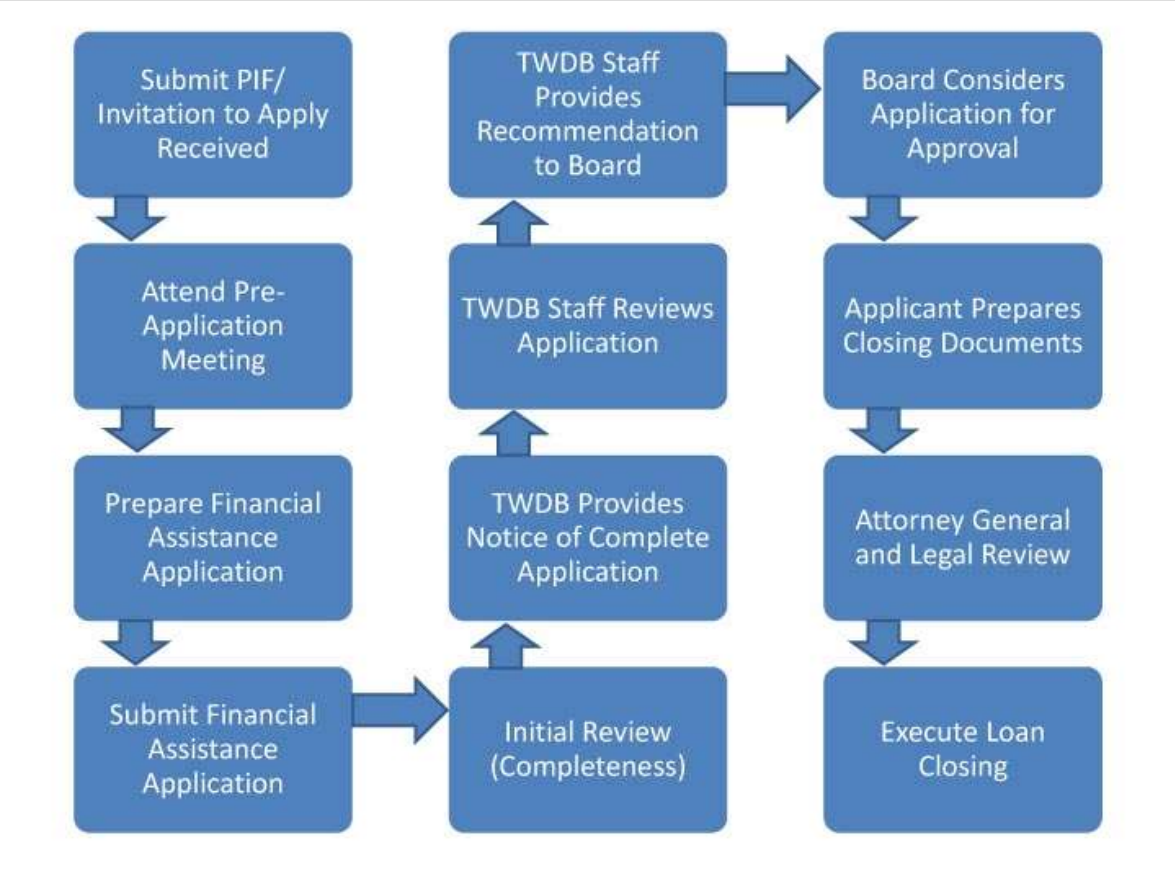 Submit PIF/
Invitation to Apply
Received
Attend Pre-
Application
Meeting
Prepare Financial
Assistance
Application
Submit Financial
Assistance
Application
Initial Review
(Completeness)
TWDB Provides
Notice of Complete
Application
TWDB Staff Reviews
Application
TWDB Staff
Provides
Recommendation
to Board
Board Considers
Application for
Approval
Applicant Prepares
Closing Documents
Attorney General
and Legal Review
Execute Loan
Closing